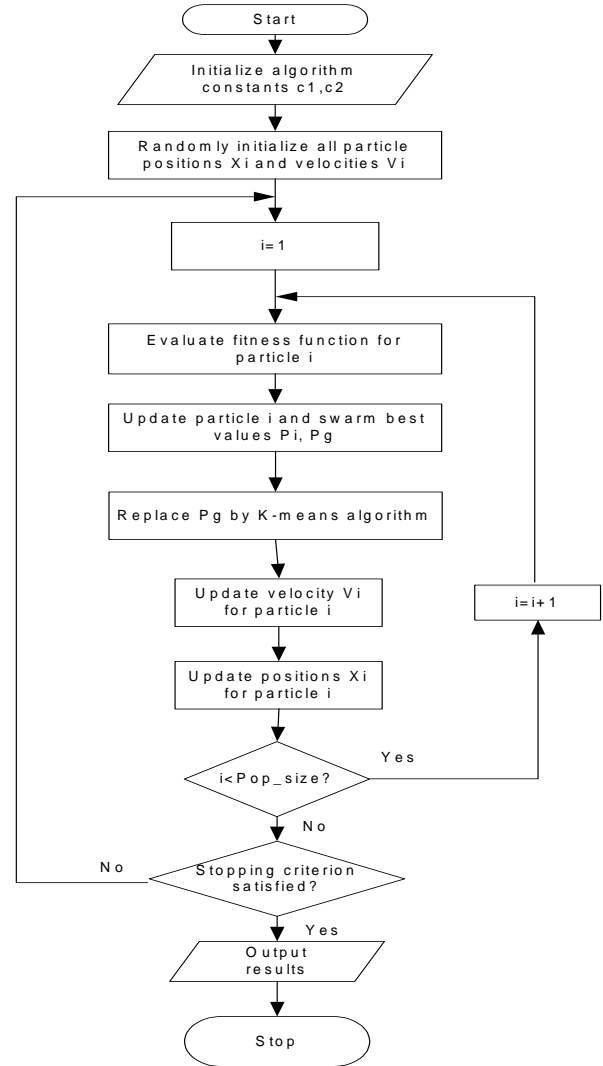 Start
Initialize algorithm
constants c1,c2
Randomly initialize all particle
positions Xi and velocities Vi
i=1
Evaluate fitness function for
particle i
Update particle i and swarm best
values Pi, Pg
Replace Pg by K-means algorithm
Update velocity Vi
for particle i
i=i+1
Update positions Xi
for particle i
Yes
i<Pop_size?
No
No
Stopping criterion
satisfied?
Yes
Output
results
Stop